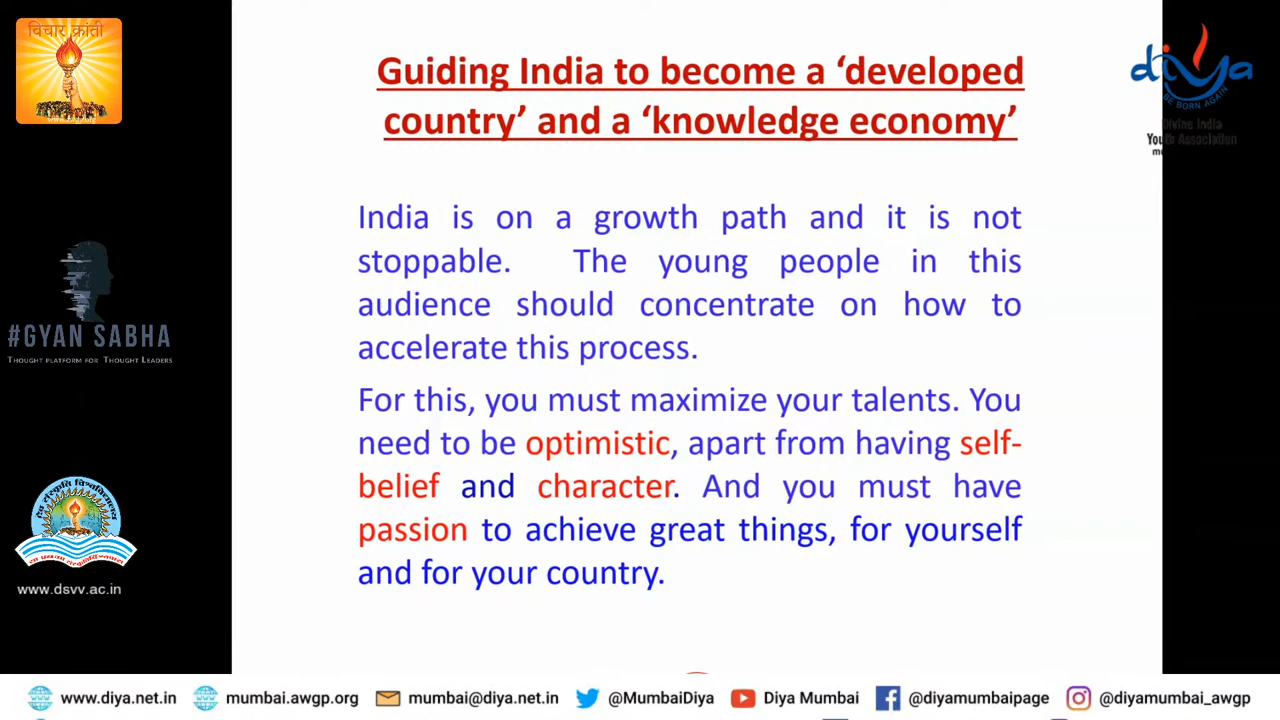 विचार क्रांती
www.awgp.org
Guiding India to become a ‘developed
country’ and a ‘knowledge economy’
diya
BE BORN AGAIN
Divine India
Youth Association
India is on a growth path and it is not
stoppable. The young people in this
audience should concentrate on how to
accelerate this process.
For this, you must maximize your talents. You
need to be optimistic, apart from having self-
belief and character. And you must have
passion to achieve great things, for yourself
and for your country.
#GYAN SABHA
THOUGHT PLATFORM FOR THOUGHT LEADERS
देव संस्कृति विश्वविद्यालय
www.dsvv.ac.in
www.diya.net.in mumbai.awgp.org mumbai@diya.net.in @MumbaiDiya Diya Mumbai @diyamumbaipage @diyamumbai_awgp